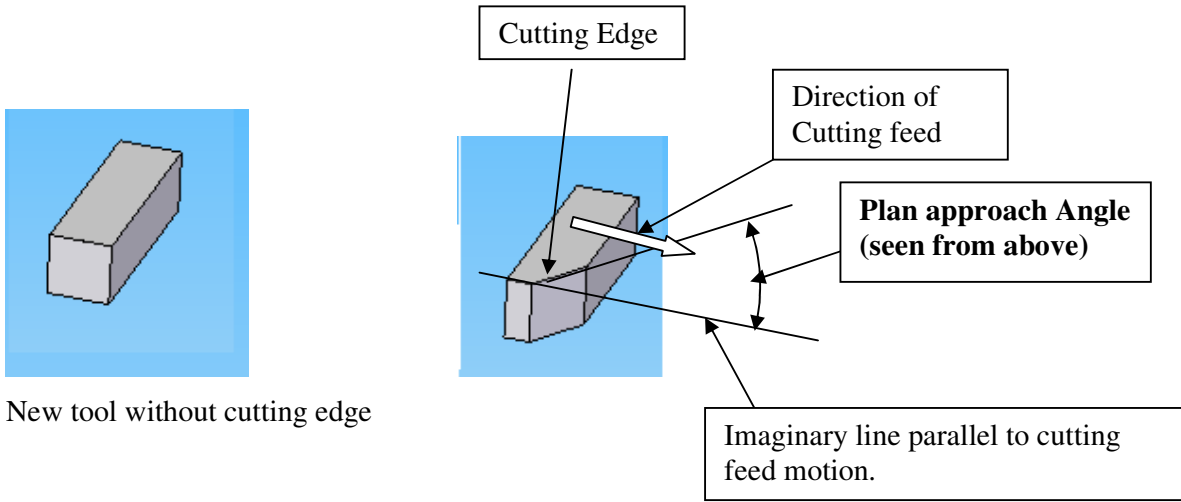 Cutting Edge
Direction of
Cutting feed
Plan approach Angle
(seen from above)
New tool without cutting edge
Imaginary line parallel to cutting
feed motion.